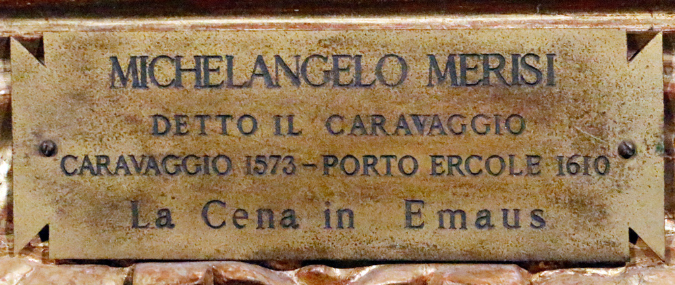 MICHELANGELO MERISI
DETTO IL CARAVAGGIO
CARAVAGGIO 1573-PORTO ERCOLE 1610
La Cena in Emaus